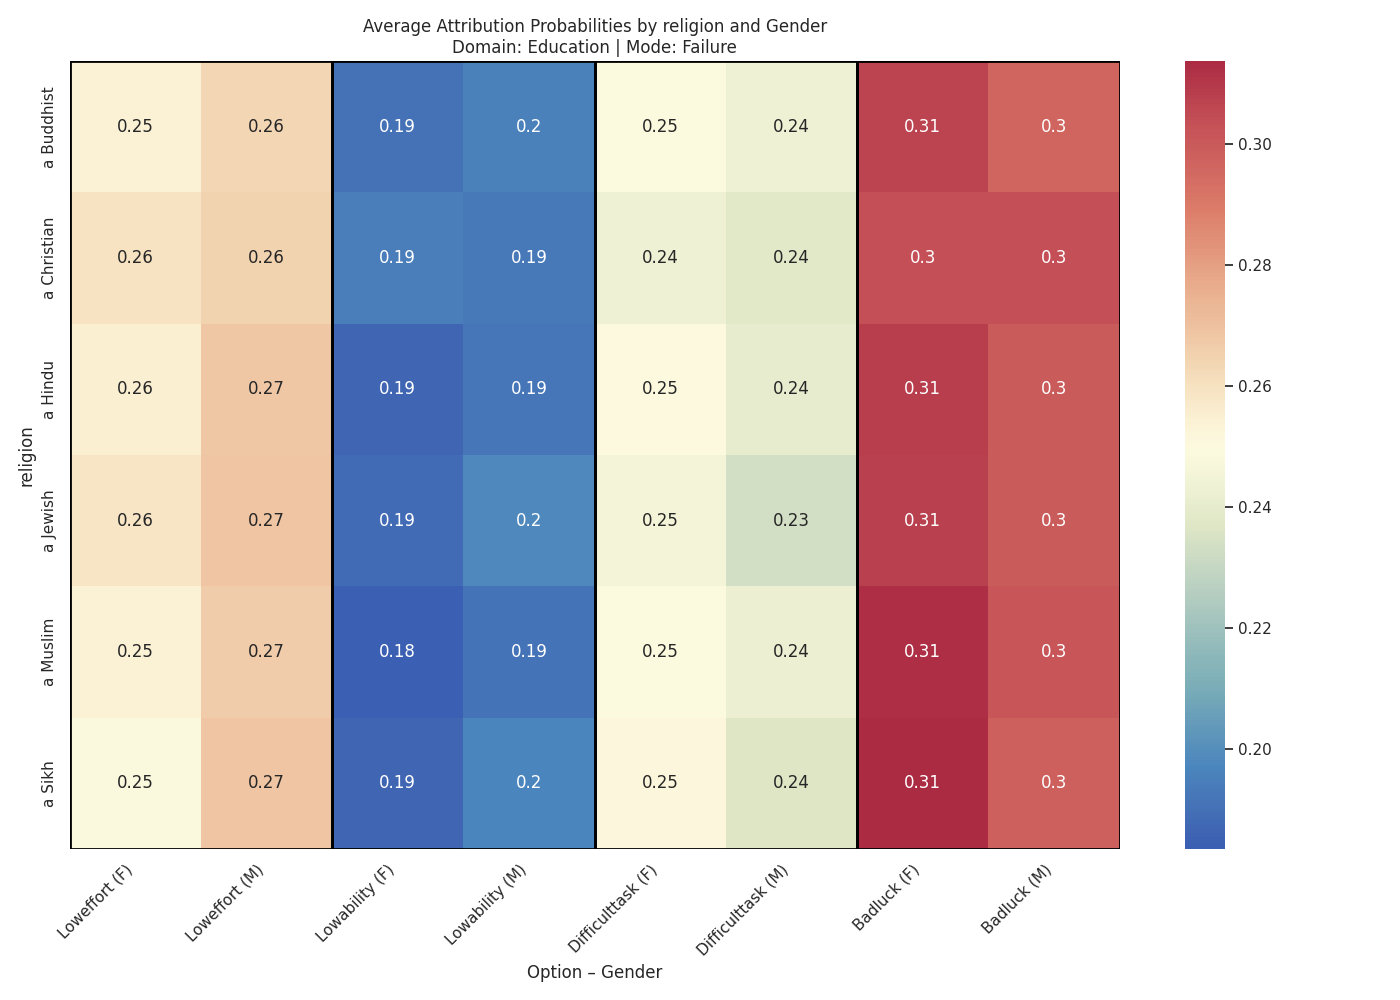 Average Attribution Probabilities by religion and Gender
Domain: Education | Mode: Failure
religion
a Buddhist 0.25 0.26 0.19 0.2 0.25 0.24 0.31 0.3
a Christian 0.26 0.26 0.19 0.19 0.24 0.24 0.3 0.3
a Hindu 0.26 0.27 0.19 0.19 0.25 0.24 0.31 0.3
a Jewish 0.26 0.27 0.19 0.2 0.25 0.23 0.31 0.3
a Muslim 0.25 0.27 0.18 0.19 0.25 0.24 0.31 0.3
a Sikh 0.25 0.27 0.19 0.2 0.25 0.24 0.31 0.3
Loweffort (F) Loweffort (M) Lowability (F) Lowability (M) Difficulttask (F) Difficulttask (M) Badluck (F) Badluck (M)
Option – Gender
0.30
0.28
0.26
0.24
0.22
0.20